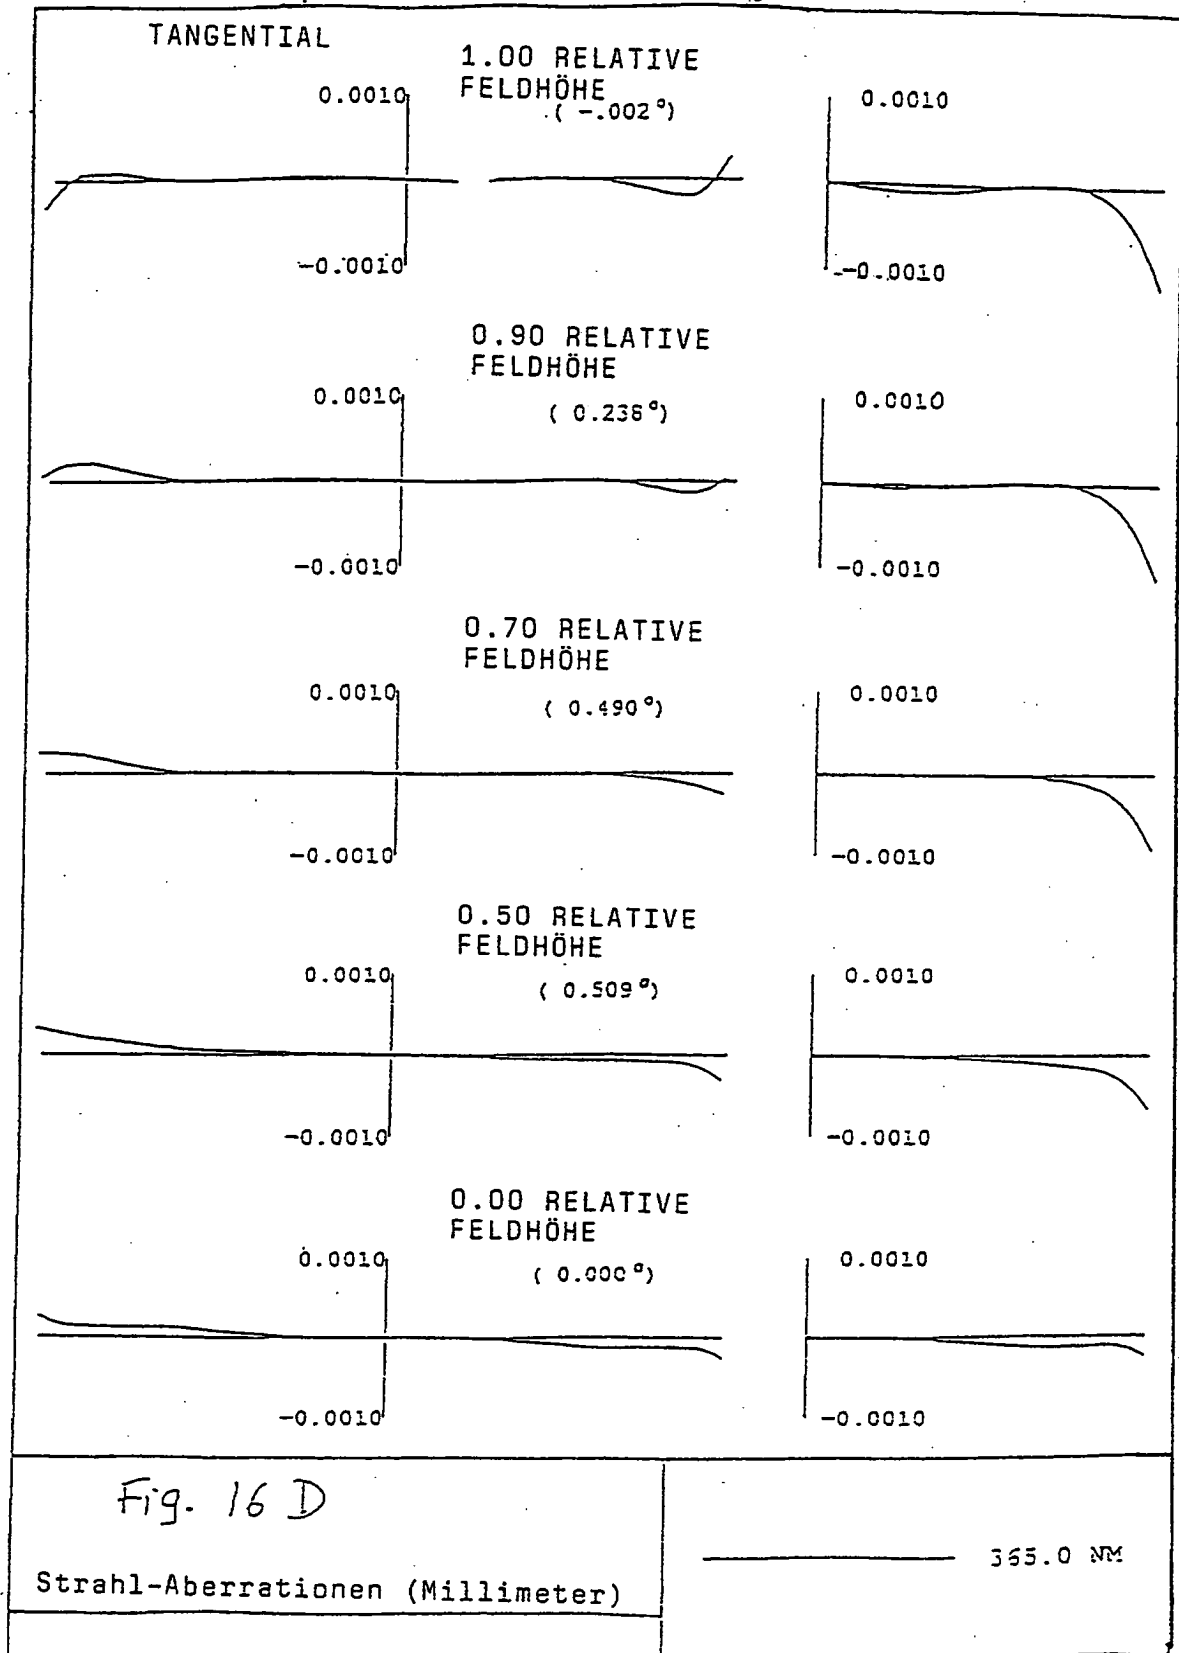 TANGENTIAL
1.00 RELATIVE
FELDHÖHE
(-.002°)
0.0010
0.0010
-0.0010
-0.0010
0.90 RELATIVE
FELDHÖHE
(0.238°)
0.0010
0.0010
-0.0010
-0.0010
0.70 RELATIVE
FELDHÖHE
(0.490°)
0.0010
0.0010
-0.0010
-0.0010
0.50 RELATIVE
FELDHÖHE
(0.509°)
0.0010
0.0010
-0.0010
-0.0010
0.00 RELATIVE
FELDHÖHE
(0.000°)
0.0010
0.0010
-0.0010
-0.0010
Fig. 16 D
Strahl-Aberrationen (Millimeter)
365.0 NM